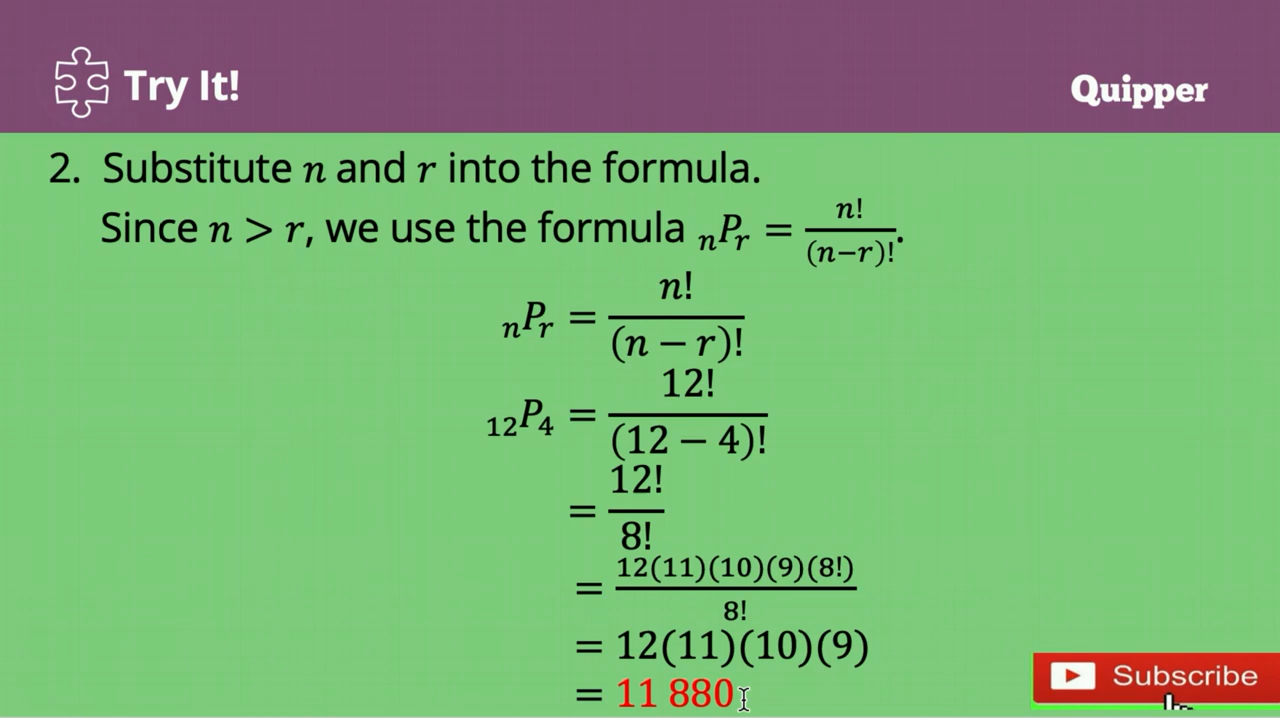 Try It!
Quipper
2. Substitute n and r into the formula.
Since n > r, we use the formula ₙPᵣ = n!/(n−r)!.
ₙPᵣ = n!/(n − r)!
₁₂P₄ = 12!/(12 − 4)!
= 12!/8!
= 12(11)(10)(9)(8!)/8!
= 12(11)(10)(9)
= 11 880
Subscribe